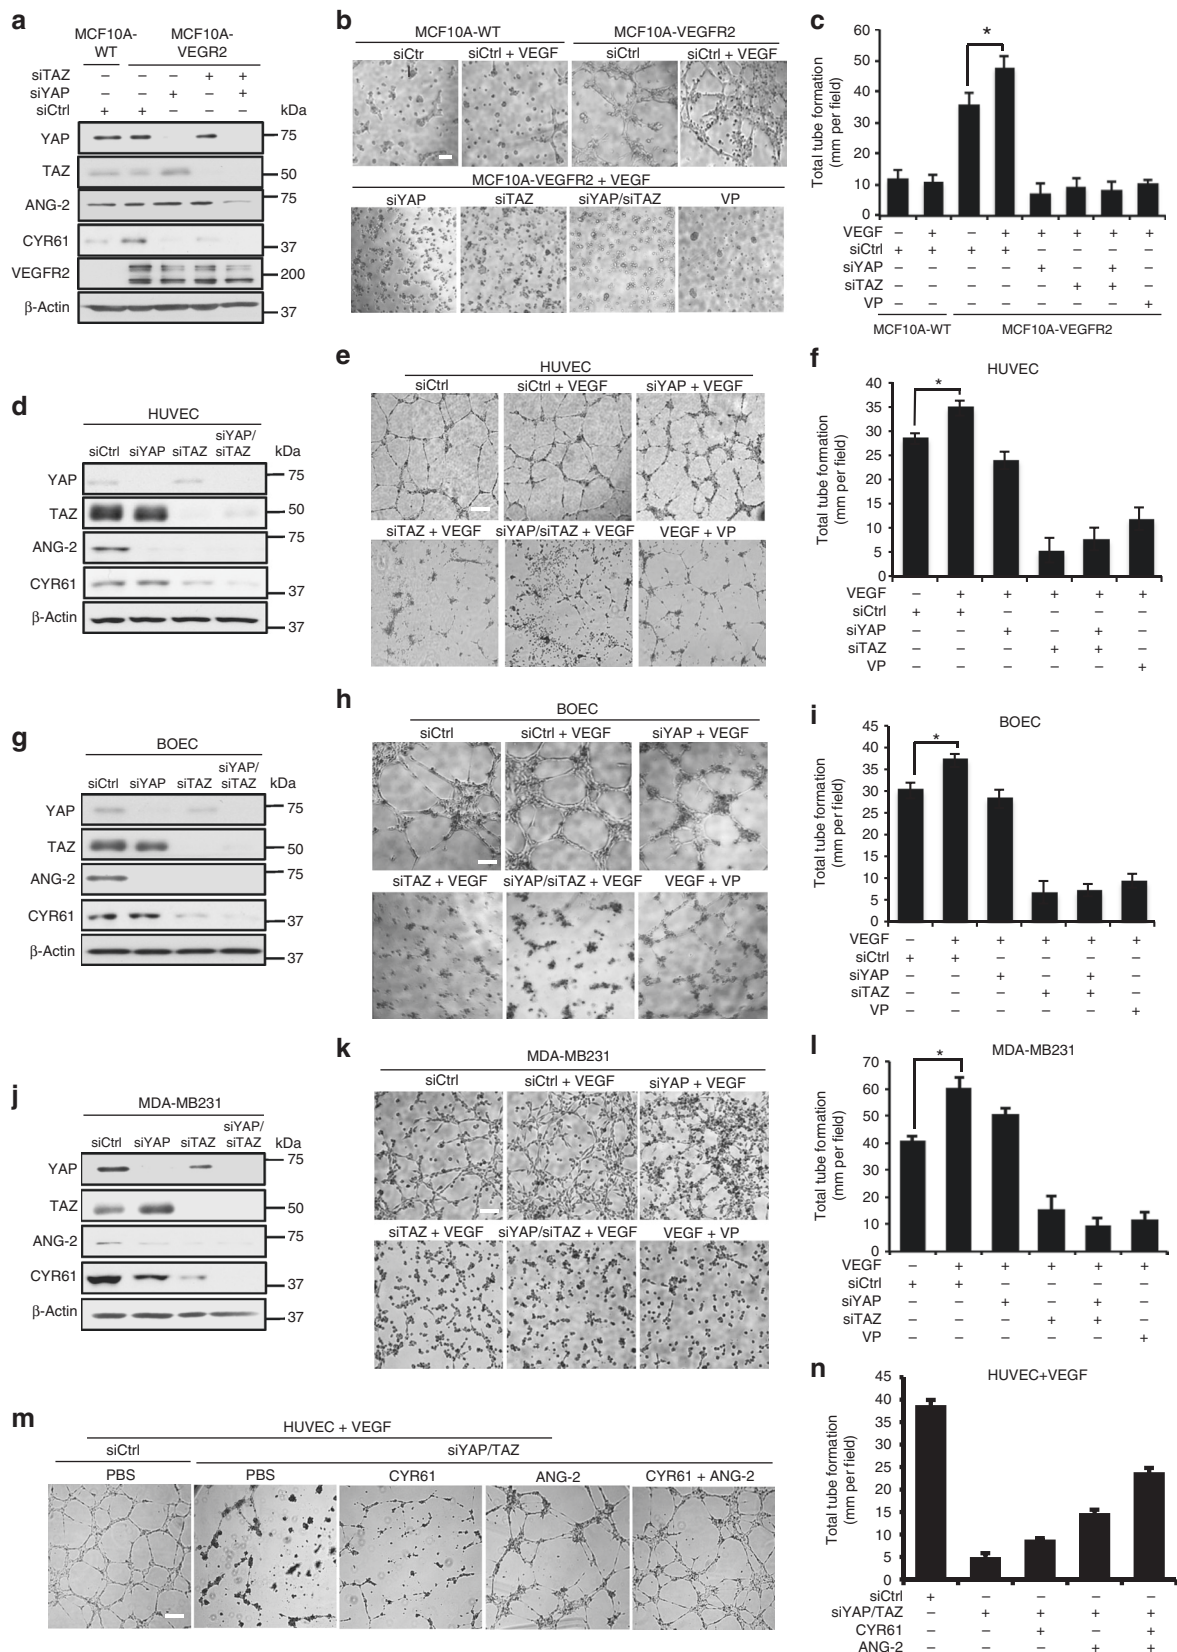 a
MCF10A-
WT
MCF10A-
VEGR2
siTAZ – – – + +
siYAP – – + – +
siCtrl + + – – –
kDa
YAP
75
TAZ
50
ANG-2
75
CYR61
37
VEGFR2
200
β-Actin
37
b
MCF10A-WT
MCF10A-VEGFR2
siCtr
siCtrl + VEGF
siCtrl
siCtrl + VEGF
MCF10A-VEGFR2 + VEGF
siYAP
siTAZ
siYAP/siTAZ
VP
c
Total tube formation
(mm per field)
60
50
40
30
20
10
0
*
VEGF – + – + + + + +
siCtrl + + + + – – – –
siYAP – – – – + – + –
siTAZ – – – – – + + –
VP – – – – – – – +
MCF10A-WT
MCF10A-VEGFR2
d
HUVEC
siCtrl siYAP siTAZ siYAP/
siTAZ
kDa
YAP
75
TAZ
50
ANG-2
75
CYR61
37
β-Actin
37
e
HUVEC
siCtrl
siCtrl + VEGF
siYAP + VEGF
siTAZ + VEGF
siYAP/siTAZ + VEGF
VEGF + VP
f
HUVEC
Total tube formation
(mm per field)
40
35
30
25
20
15
10
5
0
*
VEGF – + + + + +
siCtrl + + – – – –
siYAP – – + – + –
siTAZ – – – + + –
VP – – – – – +
g
BOEC
siCtrl siYAP siTAZ siYAP/
siTAZ
kDa
YAP
75
TAZ
50
ANG-2
75
CYR61
37
β-Actin
37
h
BOEC
siCtrl
siCtrl + VEGF
siYAP + VEGF
siTAZ + VEGF
siYAP/siTAZ + VEGF
VEGF + VP
i
BOEC
Total tube formation
(mm per field)
45
40
35
30
25
20
15
10
5
0
*
VEGF – + + + + +
siCtrl + + – – – –
siYAP – – + – + –
siTAZ – – – + + –
VP – – – – – +
j
MDA-MB231
siCtrl siYAP siTAZ siYAP/
siTAZ
kDa
YAP
75
TAZ
50
ANG-2
75
CYR61
37
β-Actin
37
k
MDA-MB231
siCtrl
siCtrl + VEGF
siYAP + VEGF
siTAZ + VEGF
siYAP/siTAZ + VEGF
VEGF + VP
l
MDA-MB231
Total tube formation
(mm per field)
70
60
50
40
30
20
10
0
*
VEGF – + + + + +
siCtrl + + – – – –
siYAP – – + – + –
siTAZ – – – + + –
VP – – – – – +
m
HUVEC + VEGF
siCtrl
siYAP/TAZ
PBS
PBS
CYR61
ANG-2
CYR61 + ANG-2
n
HUVEC+VEGF
Total tube formation
(mm per field)
45
40
35
30
25
20
15
10
5
0
siCtrl + – – – –
siYAP/TAZ – + + + +
CYR61 – – + – +
ANG-2 – – – + +